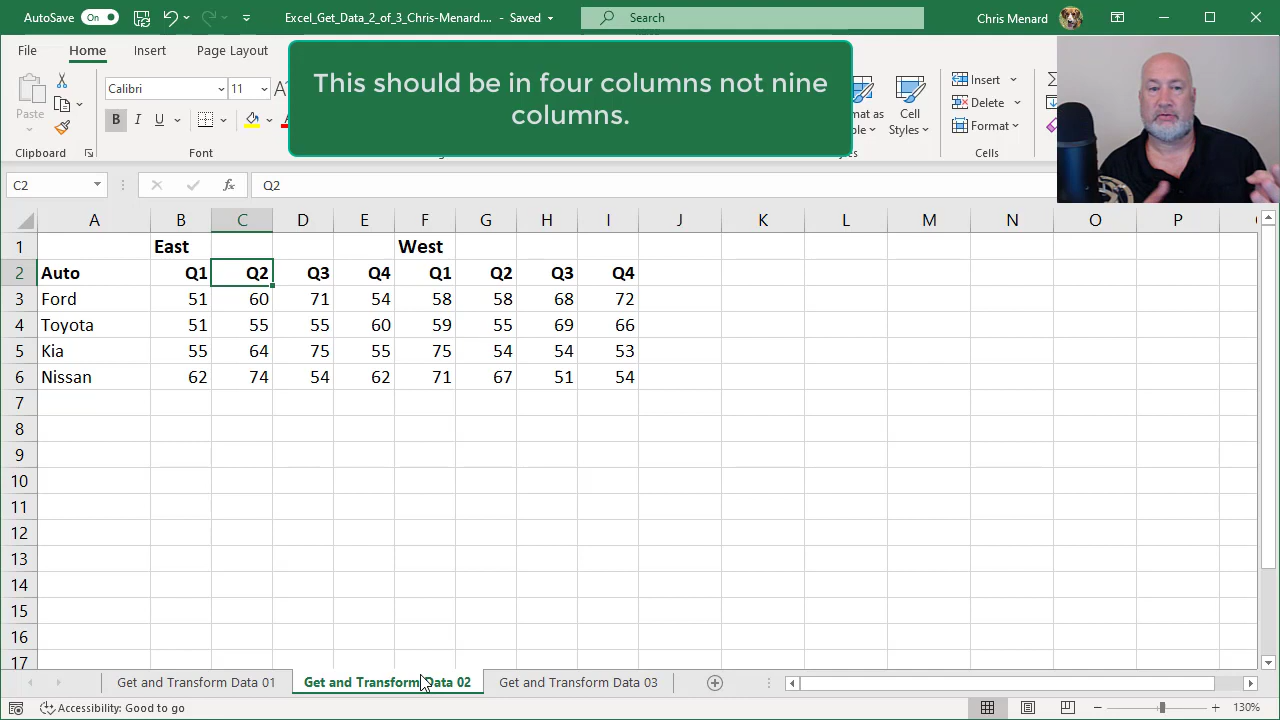 AutoSave On Excel_Get_Data_2_of_3_Chris-Menard.... - Saved Search Chris Menard
File Home Insert Page Layout
This should be in four columns not nine
columns.
Paste Calibri 11 Cell Styles Insert Delete Format
Clipboard Font Cells
C2 fx Q2
A B C D E F G H I J K L M N O P
1 East West
2 Auto Q1 Q2 Q3 Q4 Q1 Q2 Q3 Q4
3 Ford 51 60 71 54 58 58 68 72
4 Toyota 51 55 55 60 59 55 69 66
5 Kia 55 64 75 55 75 54 54 53
6 Nissan 62 74 54 62 71 67 51 54
7
8
9
10
11
12
13
14
15
16
17
Get and Transform Data 01 Get and Transform Data 02 Get and Transform Data 03
Accessibility: Good to go 130%